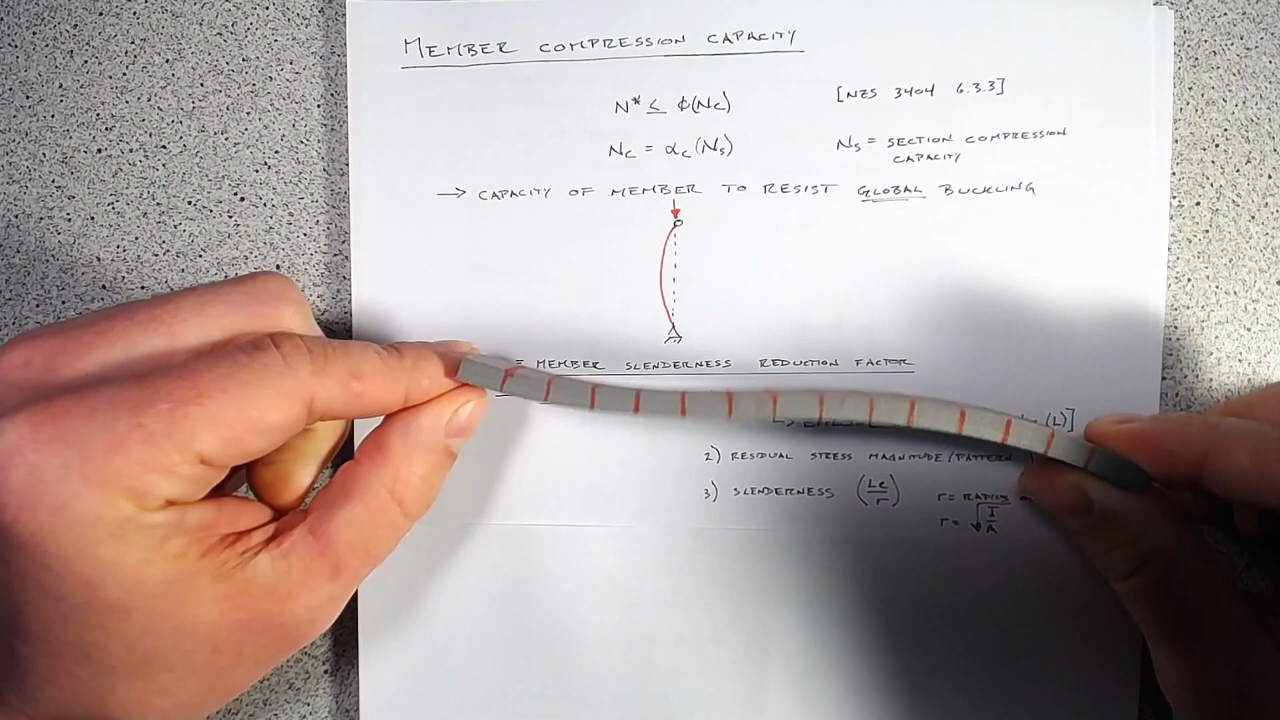 MEMBER COMPRESSION CAPACITY
N* ≤ φ(Nc) [NZS 3404 6.3.3]
Nc = αc(Ns) Ns = SECTION COMPRESSION CAPACITY
→ CAPACITY OF MEMBER TO RESIST GLOBAL BUCKLING
= MEMBER SLENDERNESS REDUCTION FACTOR
(L)]
2) RESIDUAL STRESS MAGNITUDE/PATTERN
3) SLENDERNESS (Le/r) r = RADIUS
r = √(I/A)